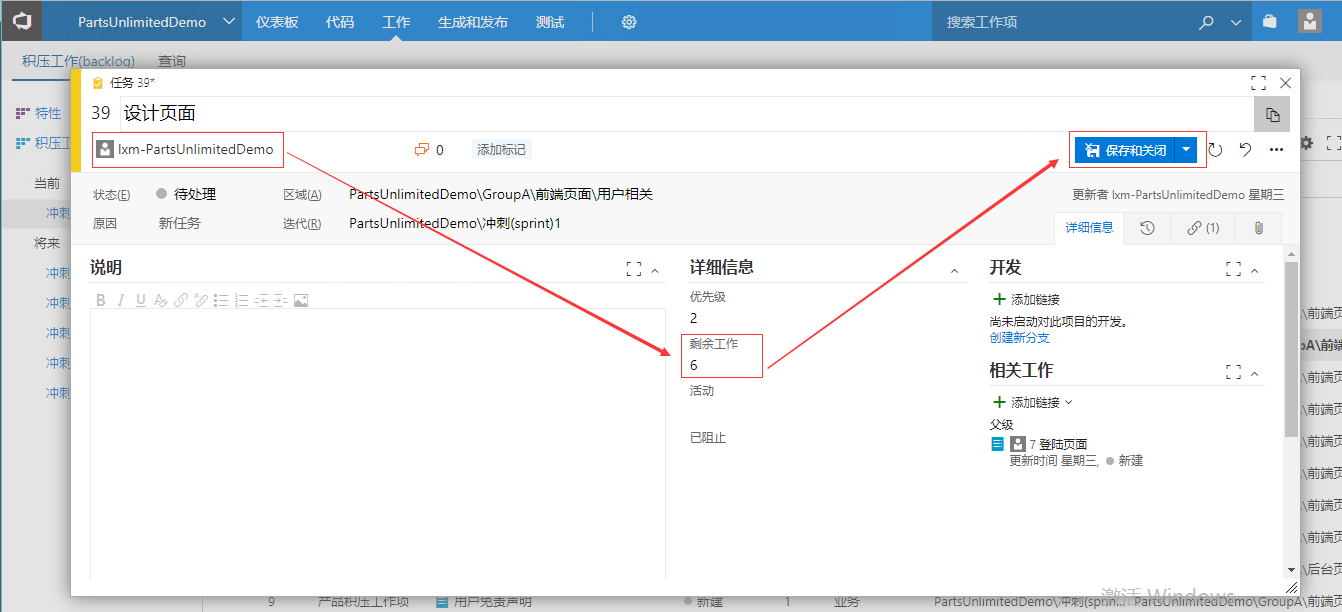 PartsUnlimitedDemo 仪表板 代码 工作 生成和发布 测试 搜索工作项
积压工作(backlog) 查询
任务 39*
39 设计页面
特性
lxm-PartsUnlimitedDemo 0 添加标记 保存和关闭
积压工
当前
状态(E) 待处理 区域(A) PartsUnlimitedDemo\GroupA\前端页面\用户相关 更新者 lxm-PartsUnlimitedDemo 星期三
冲刺
原因 新任务 迭代(R) PartsUnlimitedDemo\冲刺(sprint)1 详细信息 (1)
将来
说明 详细信息 开发
冲刺
B I U
优先级 添加链接
冲刺
2 尚未启动对此项目的开发。
\前端页
冲刺
剩余工作 创建新分支
pA\前端
6
冲刺
相关工作
\前端页
活动
冲刺
添加链接
\前端页
父级
已阻止 7 登陆页面
\前端页
更新时间 星期三, 新建
\前端页
\前端页
\前端页
\后台页
激活 Windows
9 产品积压工作项 用户免责声明 新建 1 业务 PartsUnlimitedDemo\冲刺(sprin... PartsUnlimitedDemo\GroupA\前端页